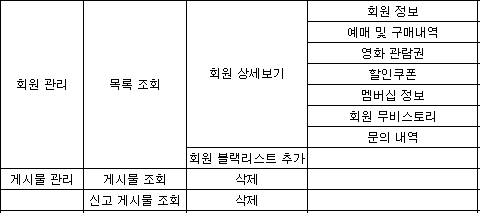 회원 관리
목록 조회
회원 상세보기
회원 정보
예매 및 구매내역
영화 관람권
할인쿠폰
멤버십 정보
회원 무비스토리
문의 내역
회원 블랙리스트 추가
게시물 관리 게시물 조회 삭제
신고 게시물 조회 삭제